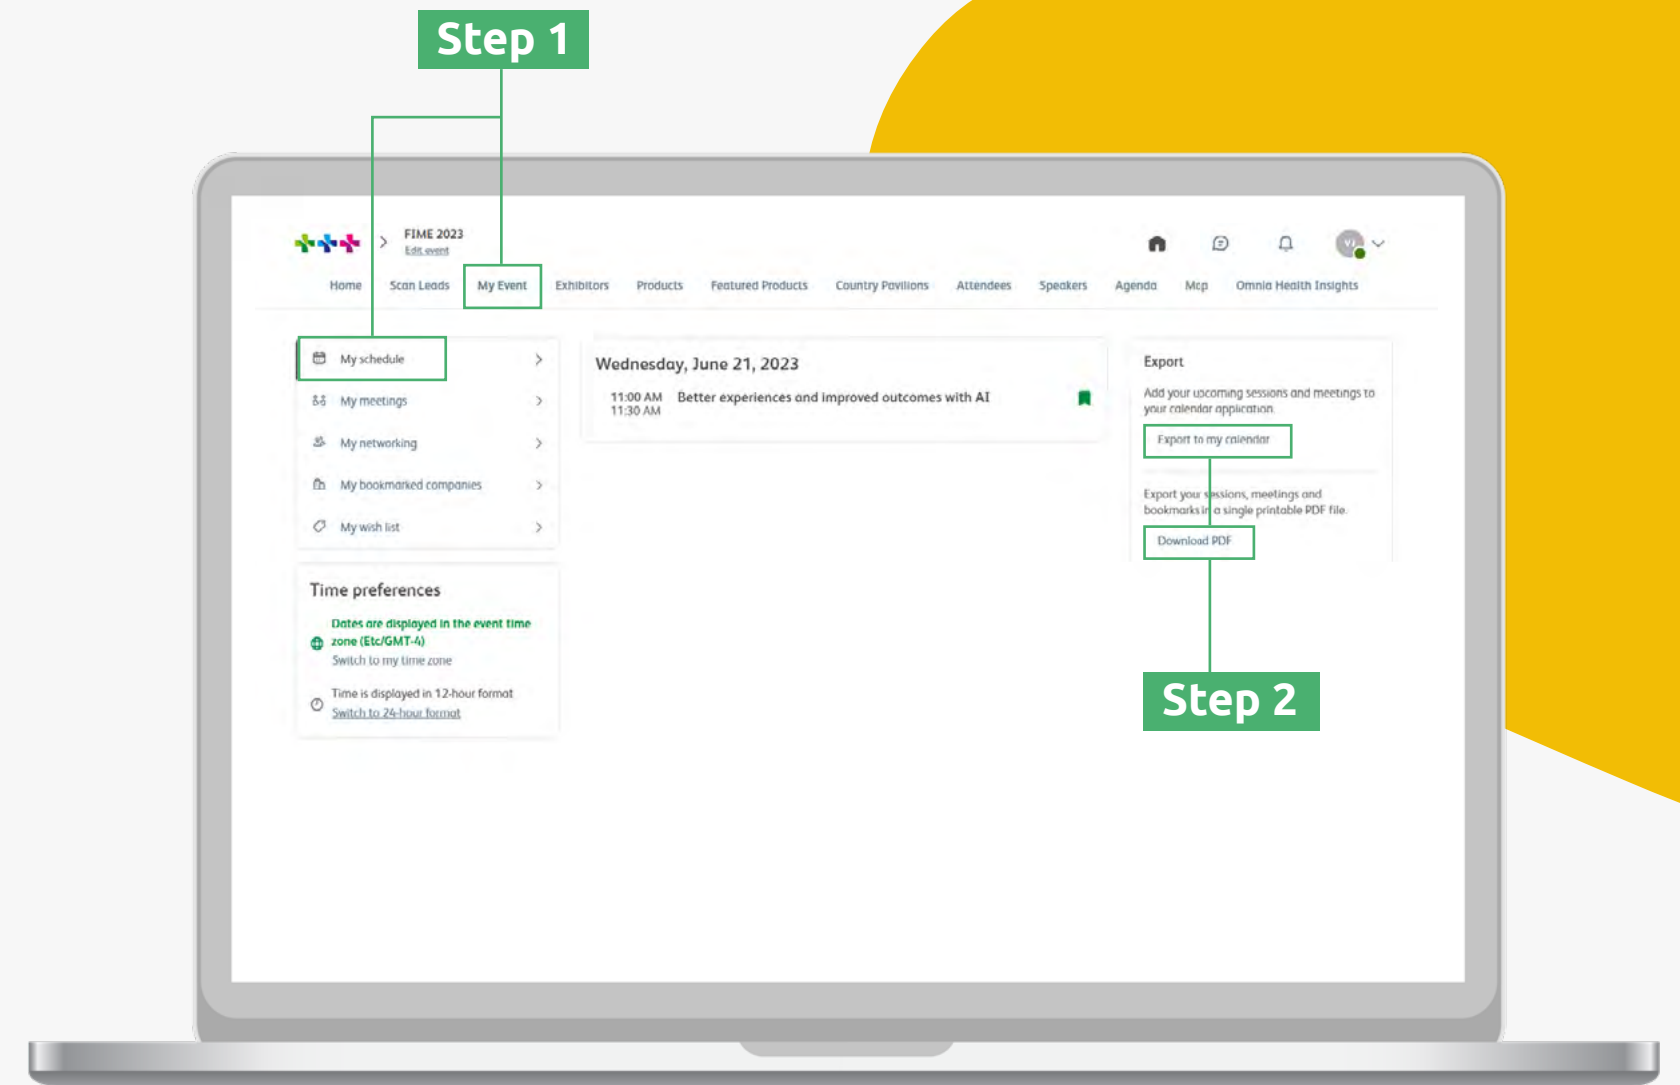 Step 1
FIME 2023
Edit event
Home Scan Leads My Event Exhibitors Products Featured Products Country Pavilions Attendees Speakers Agenda Map Omnia Health Insights
My schedule
My meetings
My networking
My bookmarked companies
My wish list
Time preferences
Dates are displayed in the event time
zone (Etc/GMT-4)
Switch to my time zone
Time is displayed in 12-hour format
Switch to 24-hour format
Wednesday, June 21, 2023
11:00 AM Better experiences and improved outcomes with AI
11:30 AM
Export
Add your upcoming sessions and meetings to
your calendar application.
Export to my calendar
Export your sessions, meetings and
bookmarks in a single printable PDF file.
Download PDF
Step 2